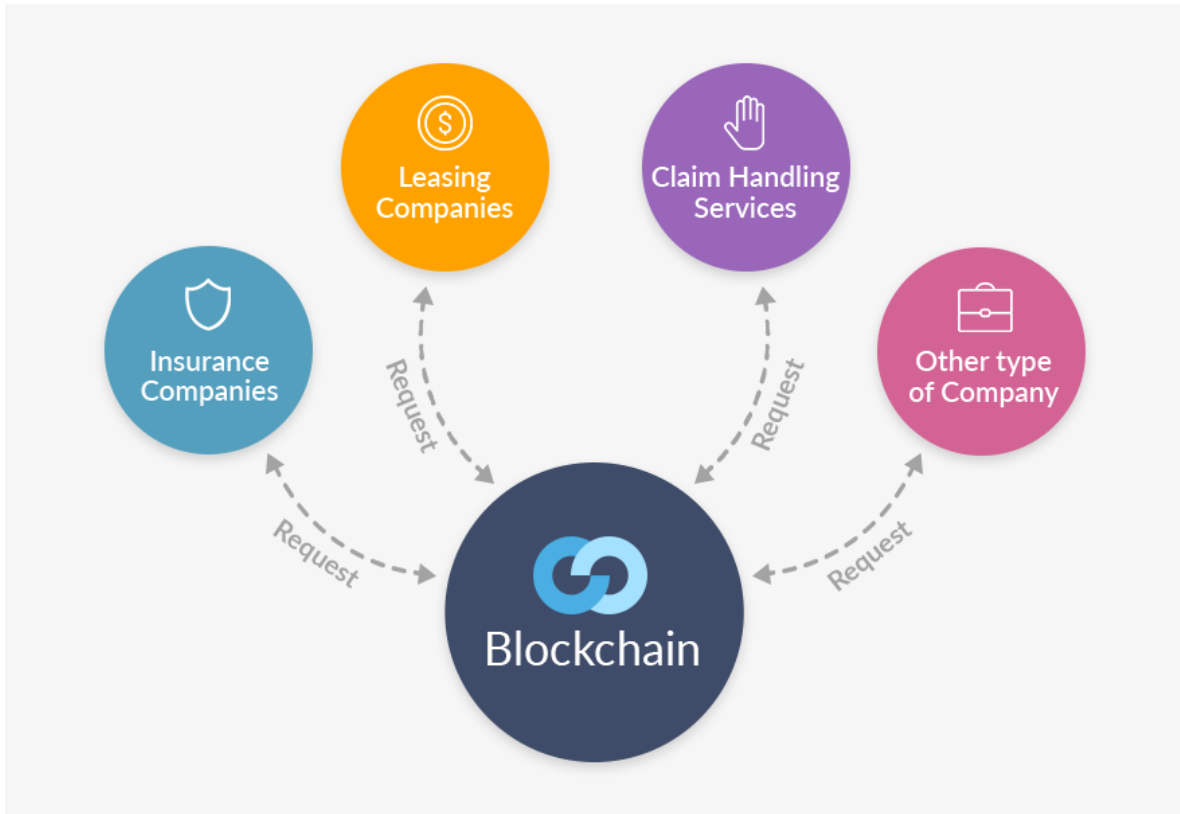 $
Leasing
Companies
Claim Handling
Services
Insurance
Companies
Other type
of Company
Request
Request
Request
Request
Blockchain